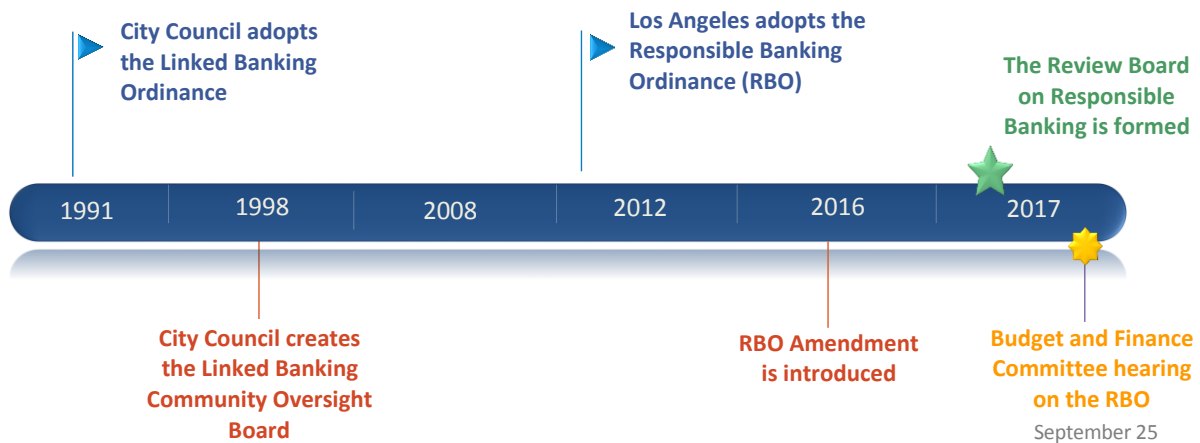 City Council adopts
the Linked Banking
Ordinance
Los Angeles adopts the
Responsible Banking
Ordinance (RBO)
The Review Board
on Responsible
Banking is formed
1991
1998
2008
2012
2016
2017
City Council creates
the Linked Banking
Community Oversight
Board
RBO Amendment
is introduced
Budget and Finance
Committee hearing
on the RBO
September 25